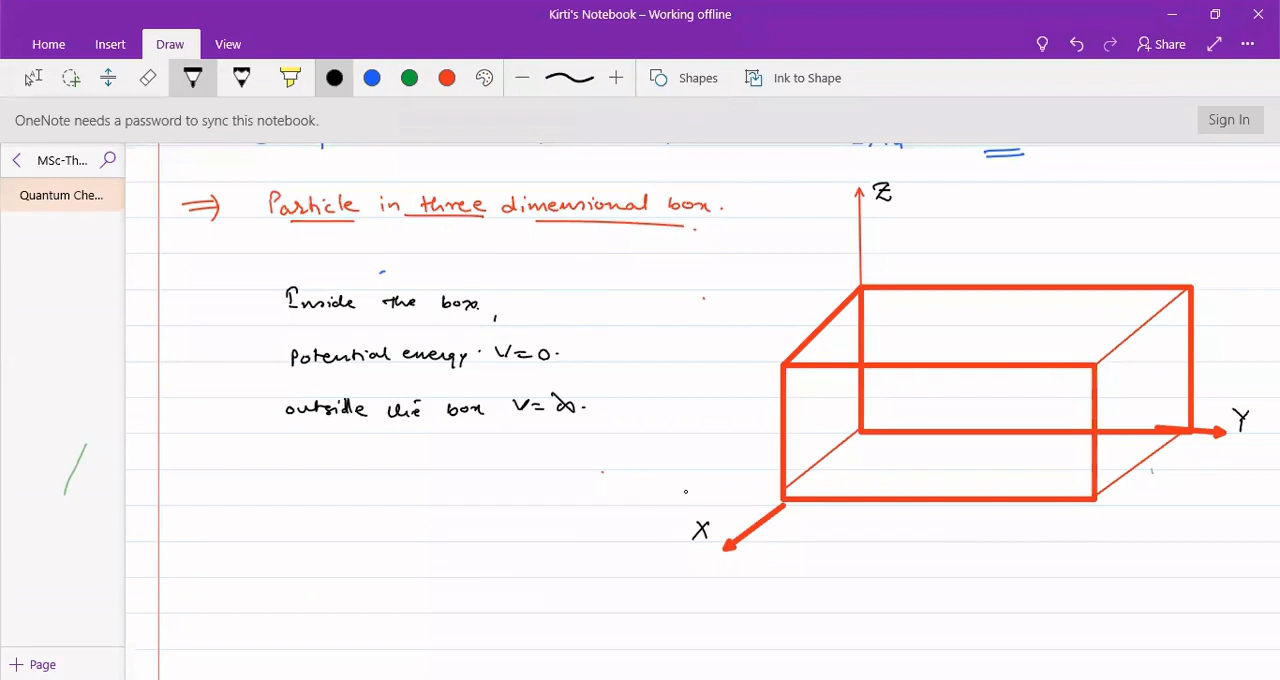 Kirti's Notebook – Working offline
Home Insert Draw View Share
Shapes Ink to Shape
OneNote needs a password to sync this notebook. Sign In
MSc-Th...
Quantum Che...
⇒ Particle in three dimensional box.
Z
Inside the box,
Potential energy. V=0.
outside the box V=∞.
Y
X
+ Page